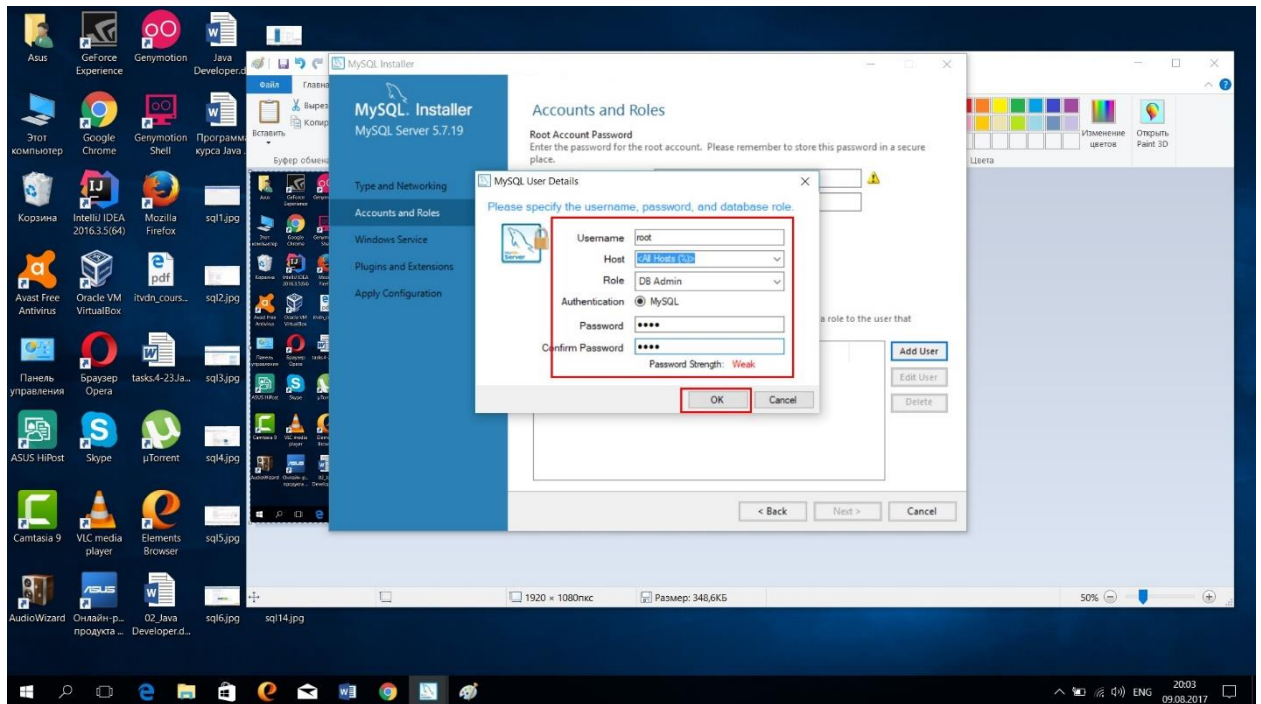 Asus
GeForce Experience
Genymotion
Java Developer.d
Этот компьютер
Google Chrome
Genymotion Shell
Программ
курса Java
Корзина
IntelliJ IDEA 2016.3.5(64)
Mozilla Firefox
sql1.jpg
Avast Free Antivirus
Oracle VM VirtualBox
itvdn_cours...
sql2.jpg
Панель управления
Браузер Opera
tasks.4-23.Ja...
sql3.jpg
ASUS HiPost
Skype
µTorrent
sql4.jpg
Camtasia 9
VLC media player
Elements Browser
sql5.jpg
AudioWizard
Онлайн-р... продукта ...
02_Java Developer.d...
sql6.jpg
sql14.jpg
Файл
Главна
Вставить
Вырез
Копир
Буфер обмена
Изменение цветов
Открыть Paint 3D
Цвета
MySQL Installer
MySQL. Installer
MySQL Server 5.7.19
Type and Networking
Accounts and Roles
Windows Service
Plugins and Extensions
Apply Configuration
Accounts and Roles
Root Account Password
Enter the password for the root account. Please remember to store this password in a secure
place.
MySQL User Details
Please specify the username, password, and database role.
Server
Username root
Host <All Hosts (%)>
Role DB Admin
Authentication MySQL
Password ••••
Confirm Password ••••
Password Strength: Weak
OK Cancel
a role to the user that
Add User
Edit User
Delete
< Back Next > Cancel
1920 × 1080пкс
Размер: 348,6КБ
50%
ENG
20:03
09.08.2017